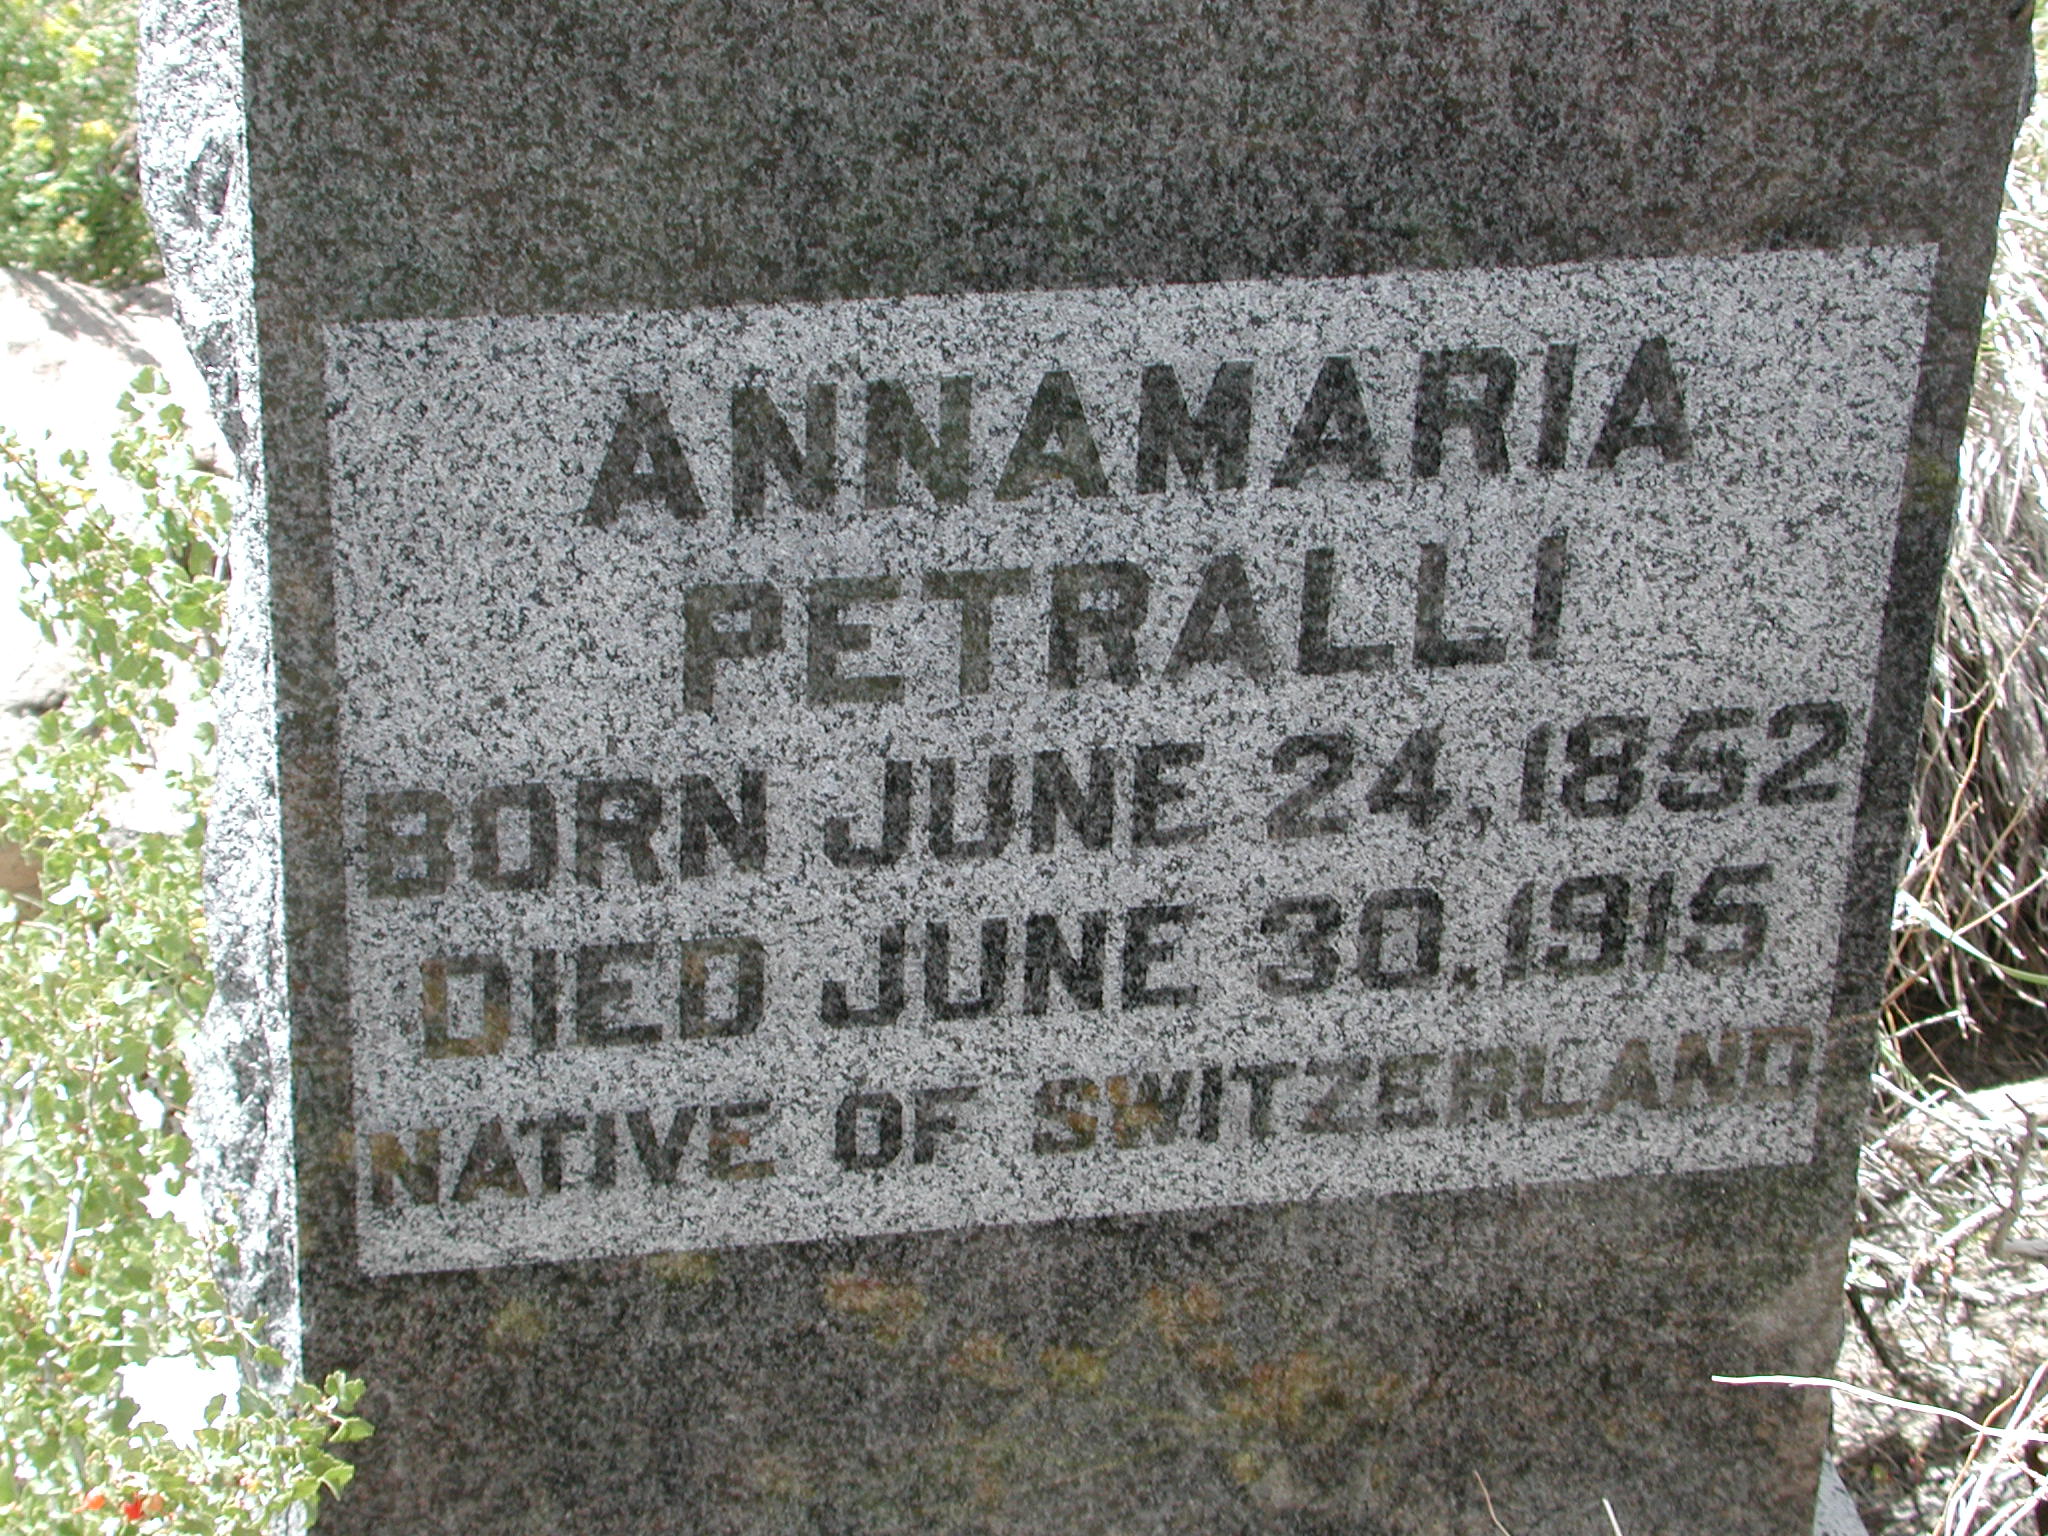 ANNAMARIA
PETRALLI
BORN JUNE 24, 1852
DIED JUNE 30, 1915
NATIVE OF SWITZERLAND